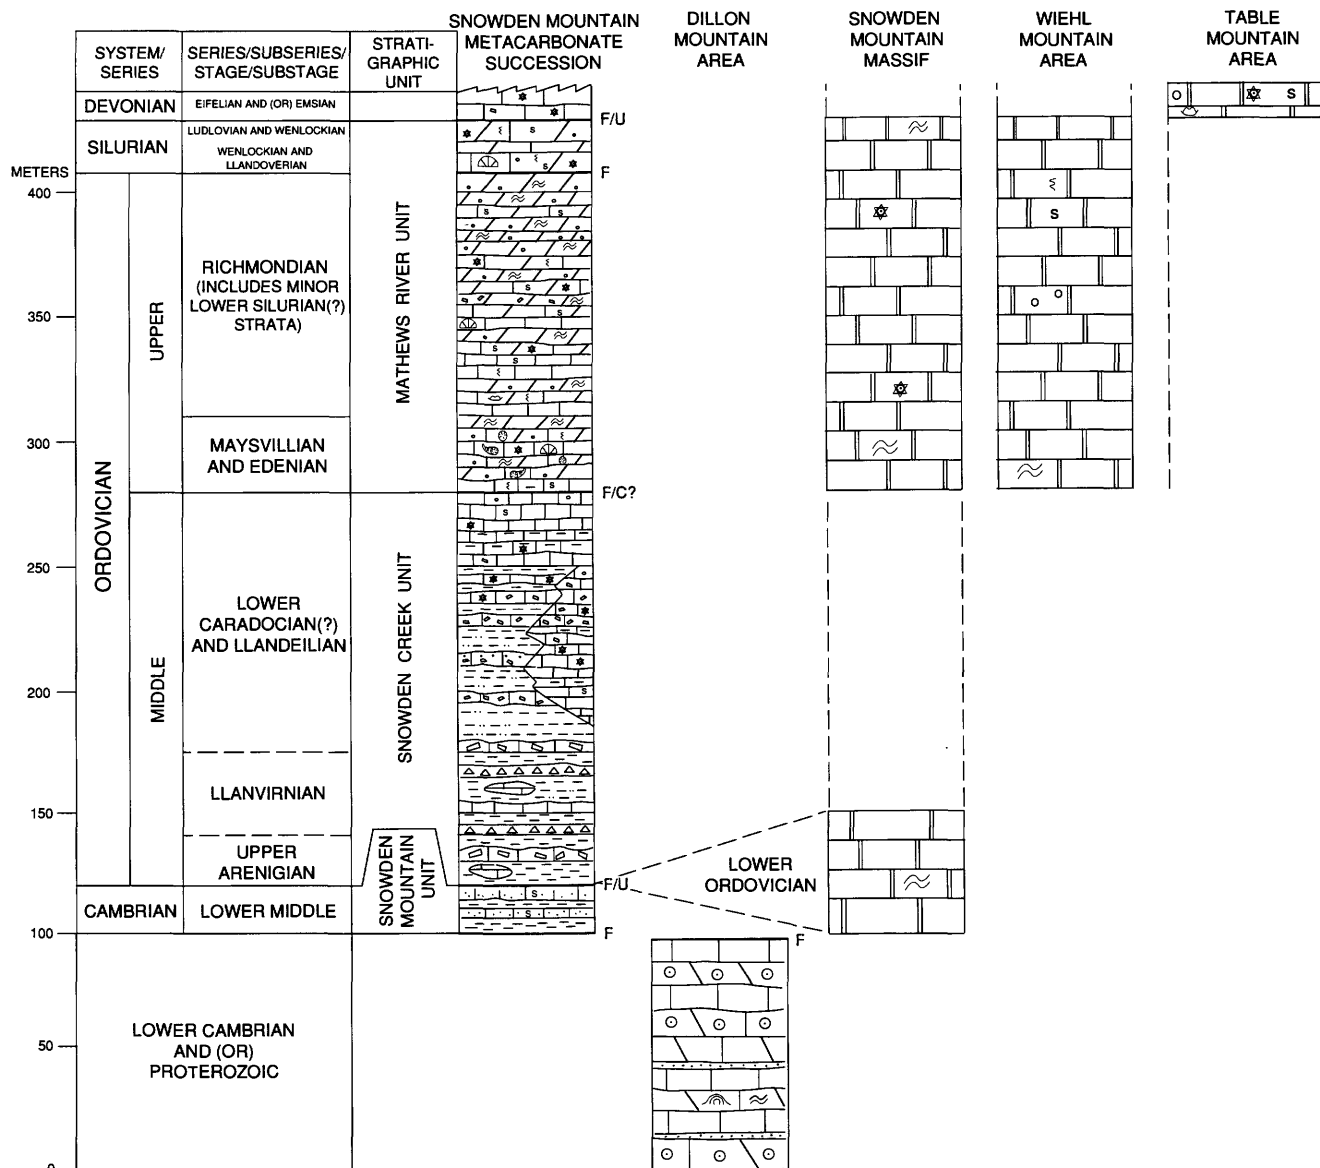 SNOWDEN MOUNTAIN
METACARBONATE
SUCCESSION
DILLON
MOUNTAIN
AREA
SNOWDEN
MOUNTAIN
MASSIF
WIEHL
MOUNTAIN
AREA
TABLE
MOUNTAIN
AREA
SYSTEM/
SERIES
SERIES/SUBSERIES/
STAGE/SUBSTAGE
STRATI-
GRAPHIC
UNIT
DEVONIAN
EIFELIAN AND (OR) EMSIAN
F/U
SILURIAN
LUDLOVIAN AND WENLOCKIAN
WENLOCKIAN AND
LLANDOVERIAN
F
METERS
400
350
300
250
200
150
100
50
0
ORDOVICIAN
UPPER
MIDDLE
RICHMONDIAN
(INCLUDES MINOR
LOWER SILURIAN(?)
STRATA)
MAYSVILLIAN
AND EDENIAN
MATHEWS RIVER UNIT
F/C?
LOWER
CARADOCIAN(?)
AND LLANDEILIAN
SNOWDEN CREEK UNIT
LLANVIRNIAN
UPPER
ARENIGIAN
SNOWDEN
MOUNTAIN
UNIT
F/U
LOWER
ORDOVICIAN
CAMBRIAN
LOWER MIDDLE
F
F
LOWER CAMBRIAN
AND (OR)
PROTEROZOIC